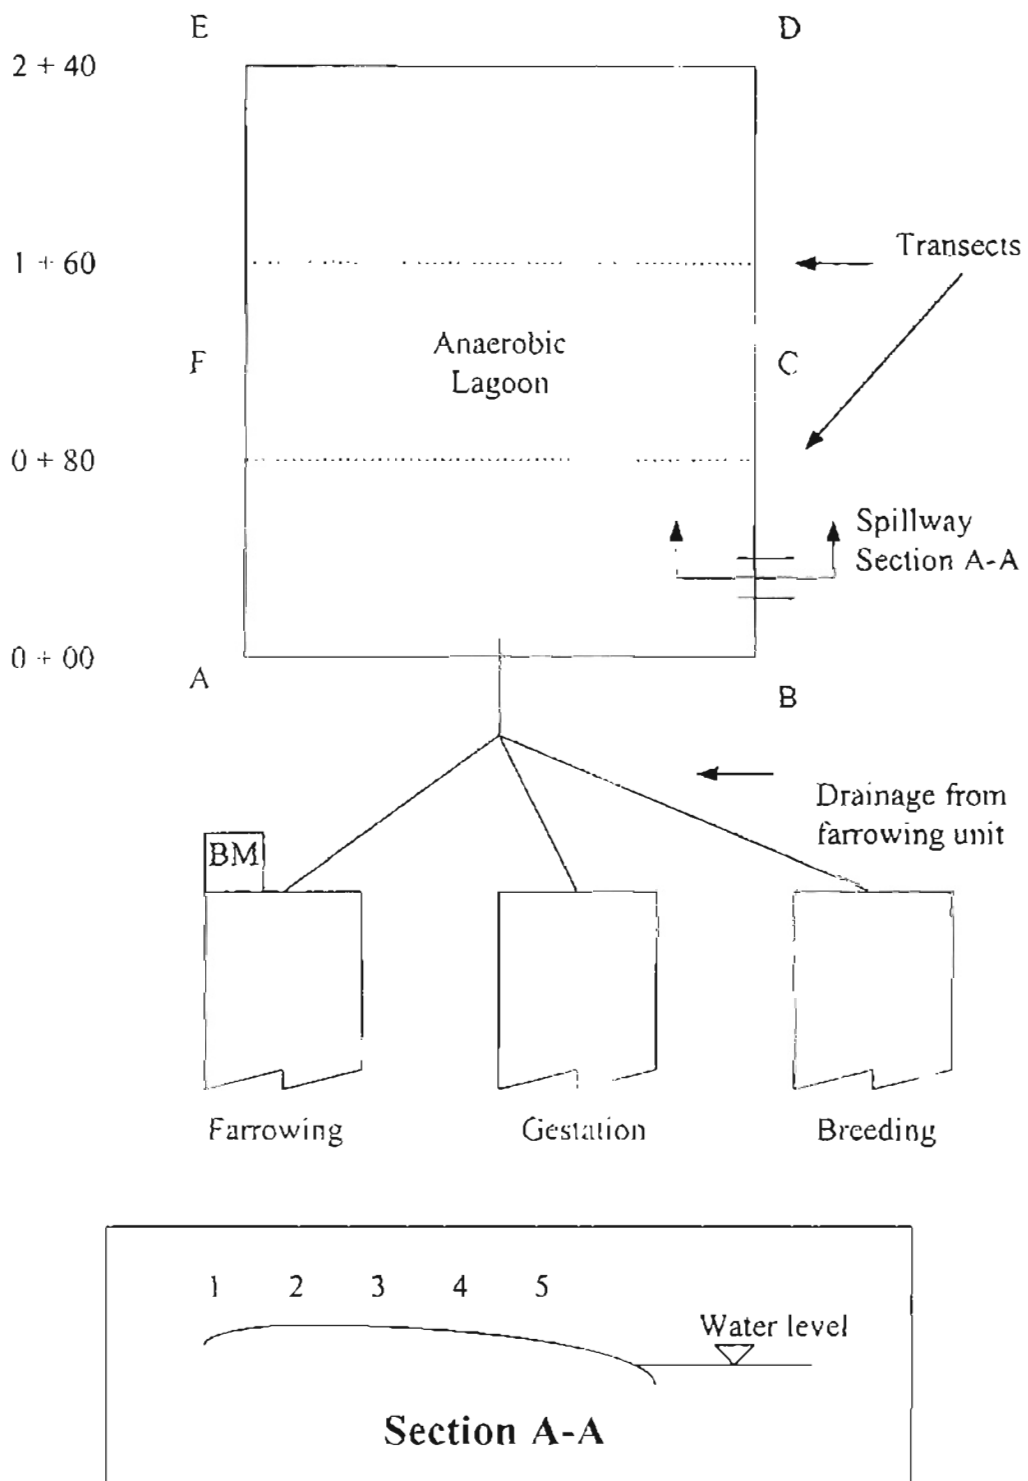 E
D
2 + 40
1 + 60
Transects
Anaerobic
Lagoon
F
C
0 + 80
Spillway
Section A-A
0 + 00
A
B
Drainage from
farrowing unit
BM
Farrowing
Gestation
Breeding
1 2 3 4 5
Water level
Section A-A